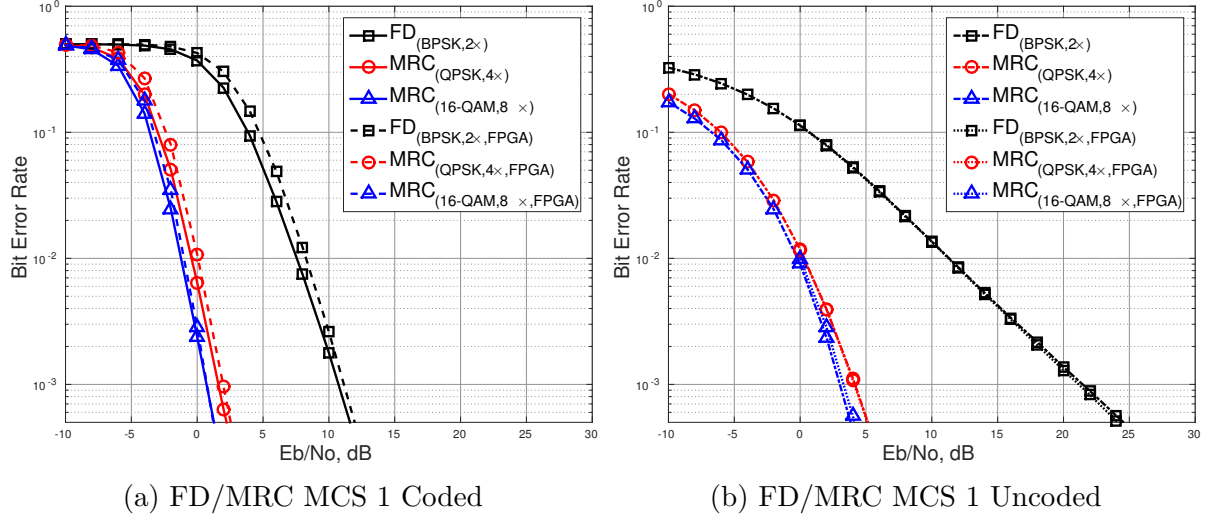 10^0
10^-1
10^-2
10^-3
Bit Error Rate
-10 -5 0 5 10 15 20 25 30
Eb/No, dB
FD(BPSK,2×)
MRC(QPSK,4×)
MRC(16-QAM,8 ×)
FD(BPSK,2×,FPGA)
MRC(QPSK,4×,FPGA)
MRC(16-QAM,8 ×,FPGA)
(a) FD/MRC MCS 1 Coded
10^0
10^-1
10^-2
10^-3
Bit Error Rate
-10 -5 0 5 10 15 20 25 30
Eb/No, dB
FD(BPSK,2×)
MRC(QPSK,4×)
MRC(16-QAM,8 ×)
FD(BPSK,2×,FPGA)
MRC(QPSK,4×,FPGA)
MRC(16-QAM,8 ×,FPGA)
(b) FD/MRC MCS 1 Uncoded